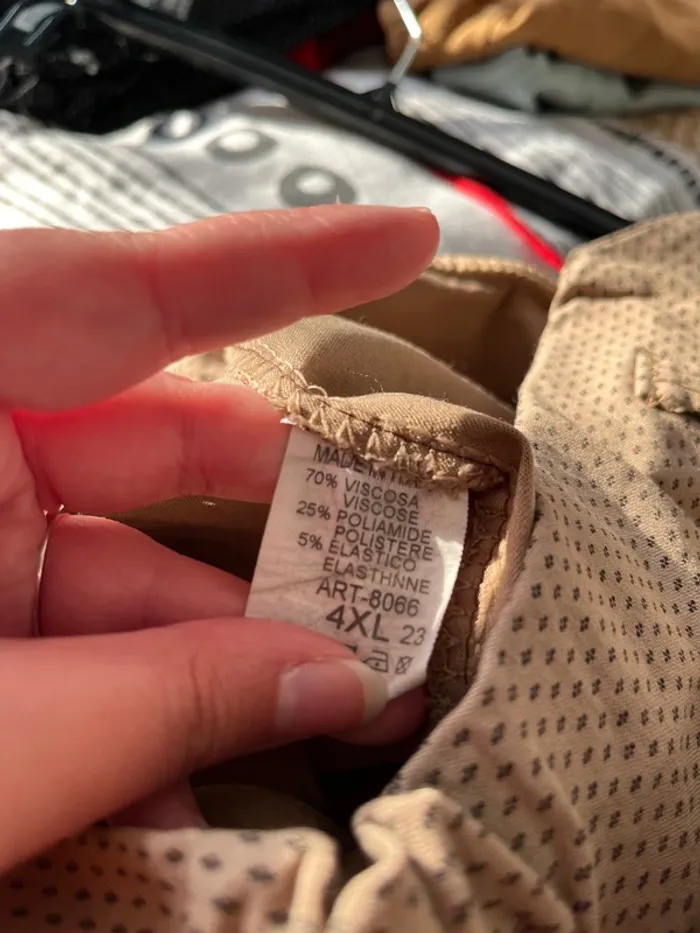 MADE IN
70% VISCOSA
VISCOSE
25% POLIAMIDE
POLISTERE
5% ELASTICO
ELASTHNNE
ART-8066
4XL 23